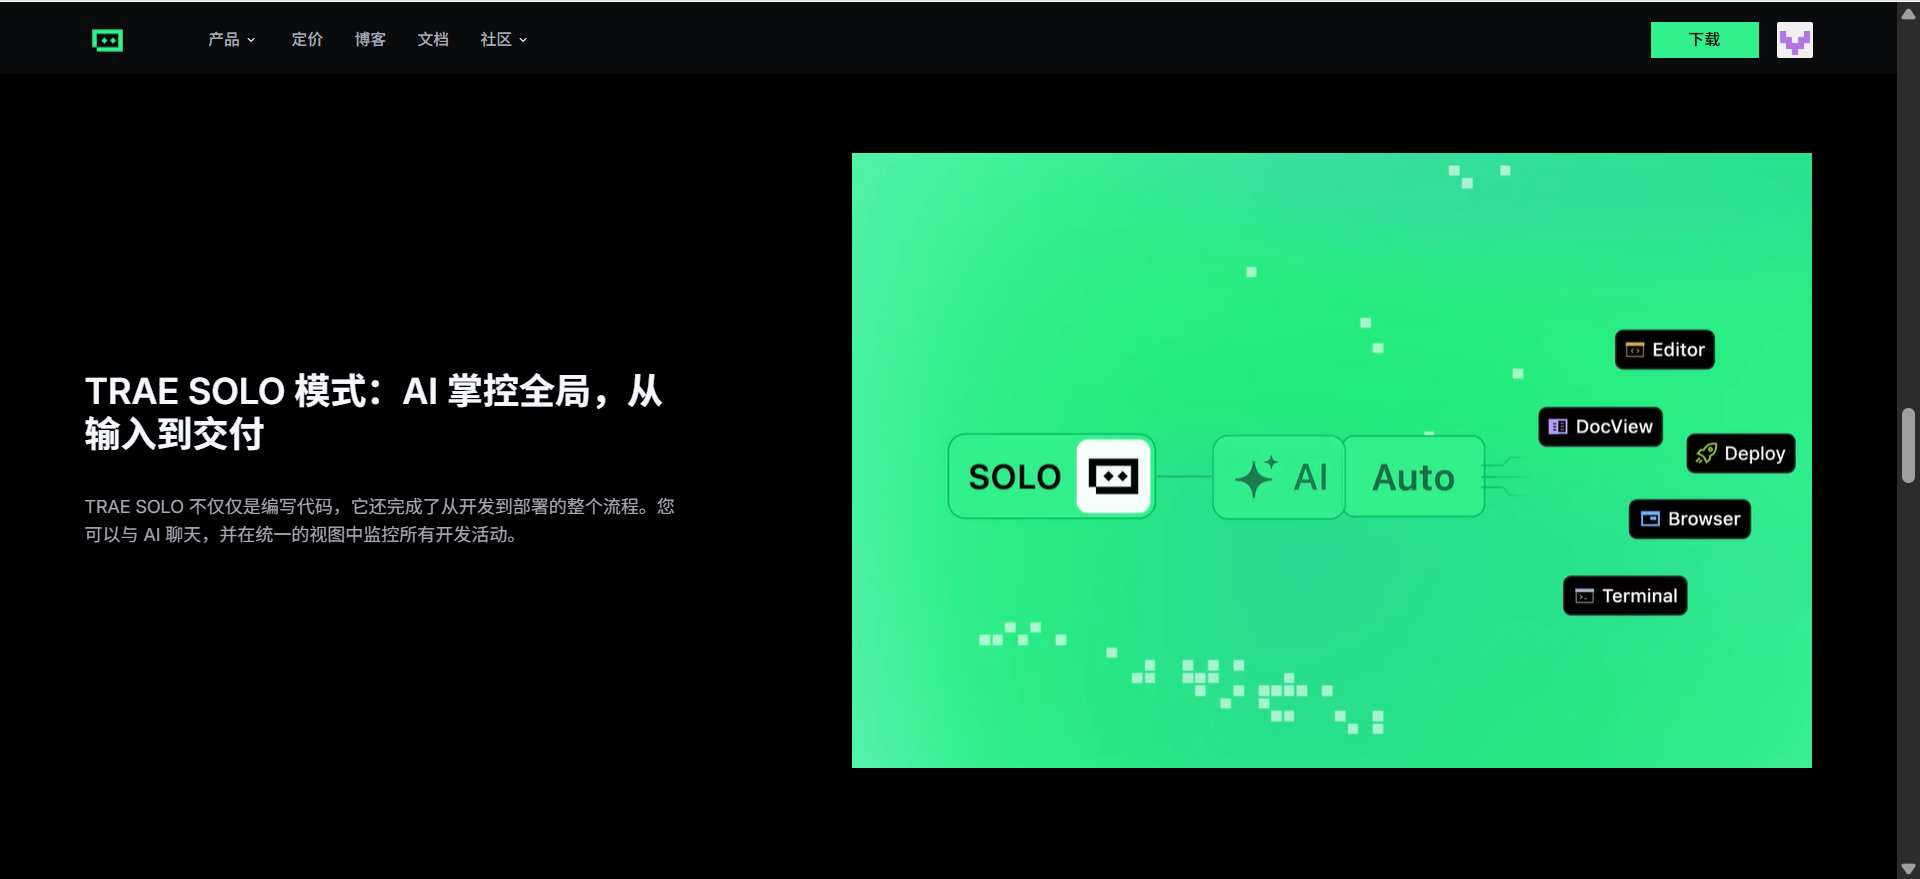 产品
定价
博客
文档
社区
下载
TRAE SOLO 模式：AI 掌控全局，从
输入到交付
TRAE SOLO 不仅仅是编写代码，它还完成了从开发到部署的整个流程。您
可以与 AI 聊天，并在统一的视图中监控所有开发活动。
SOLO
AI
Auto
Editor
DocView
Deploy
Browser
Terminal